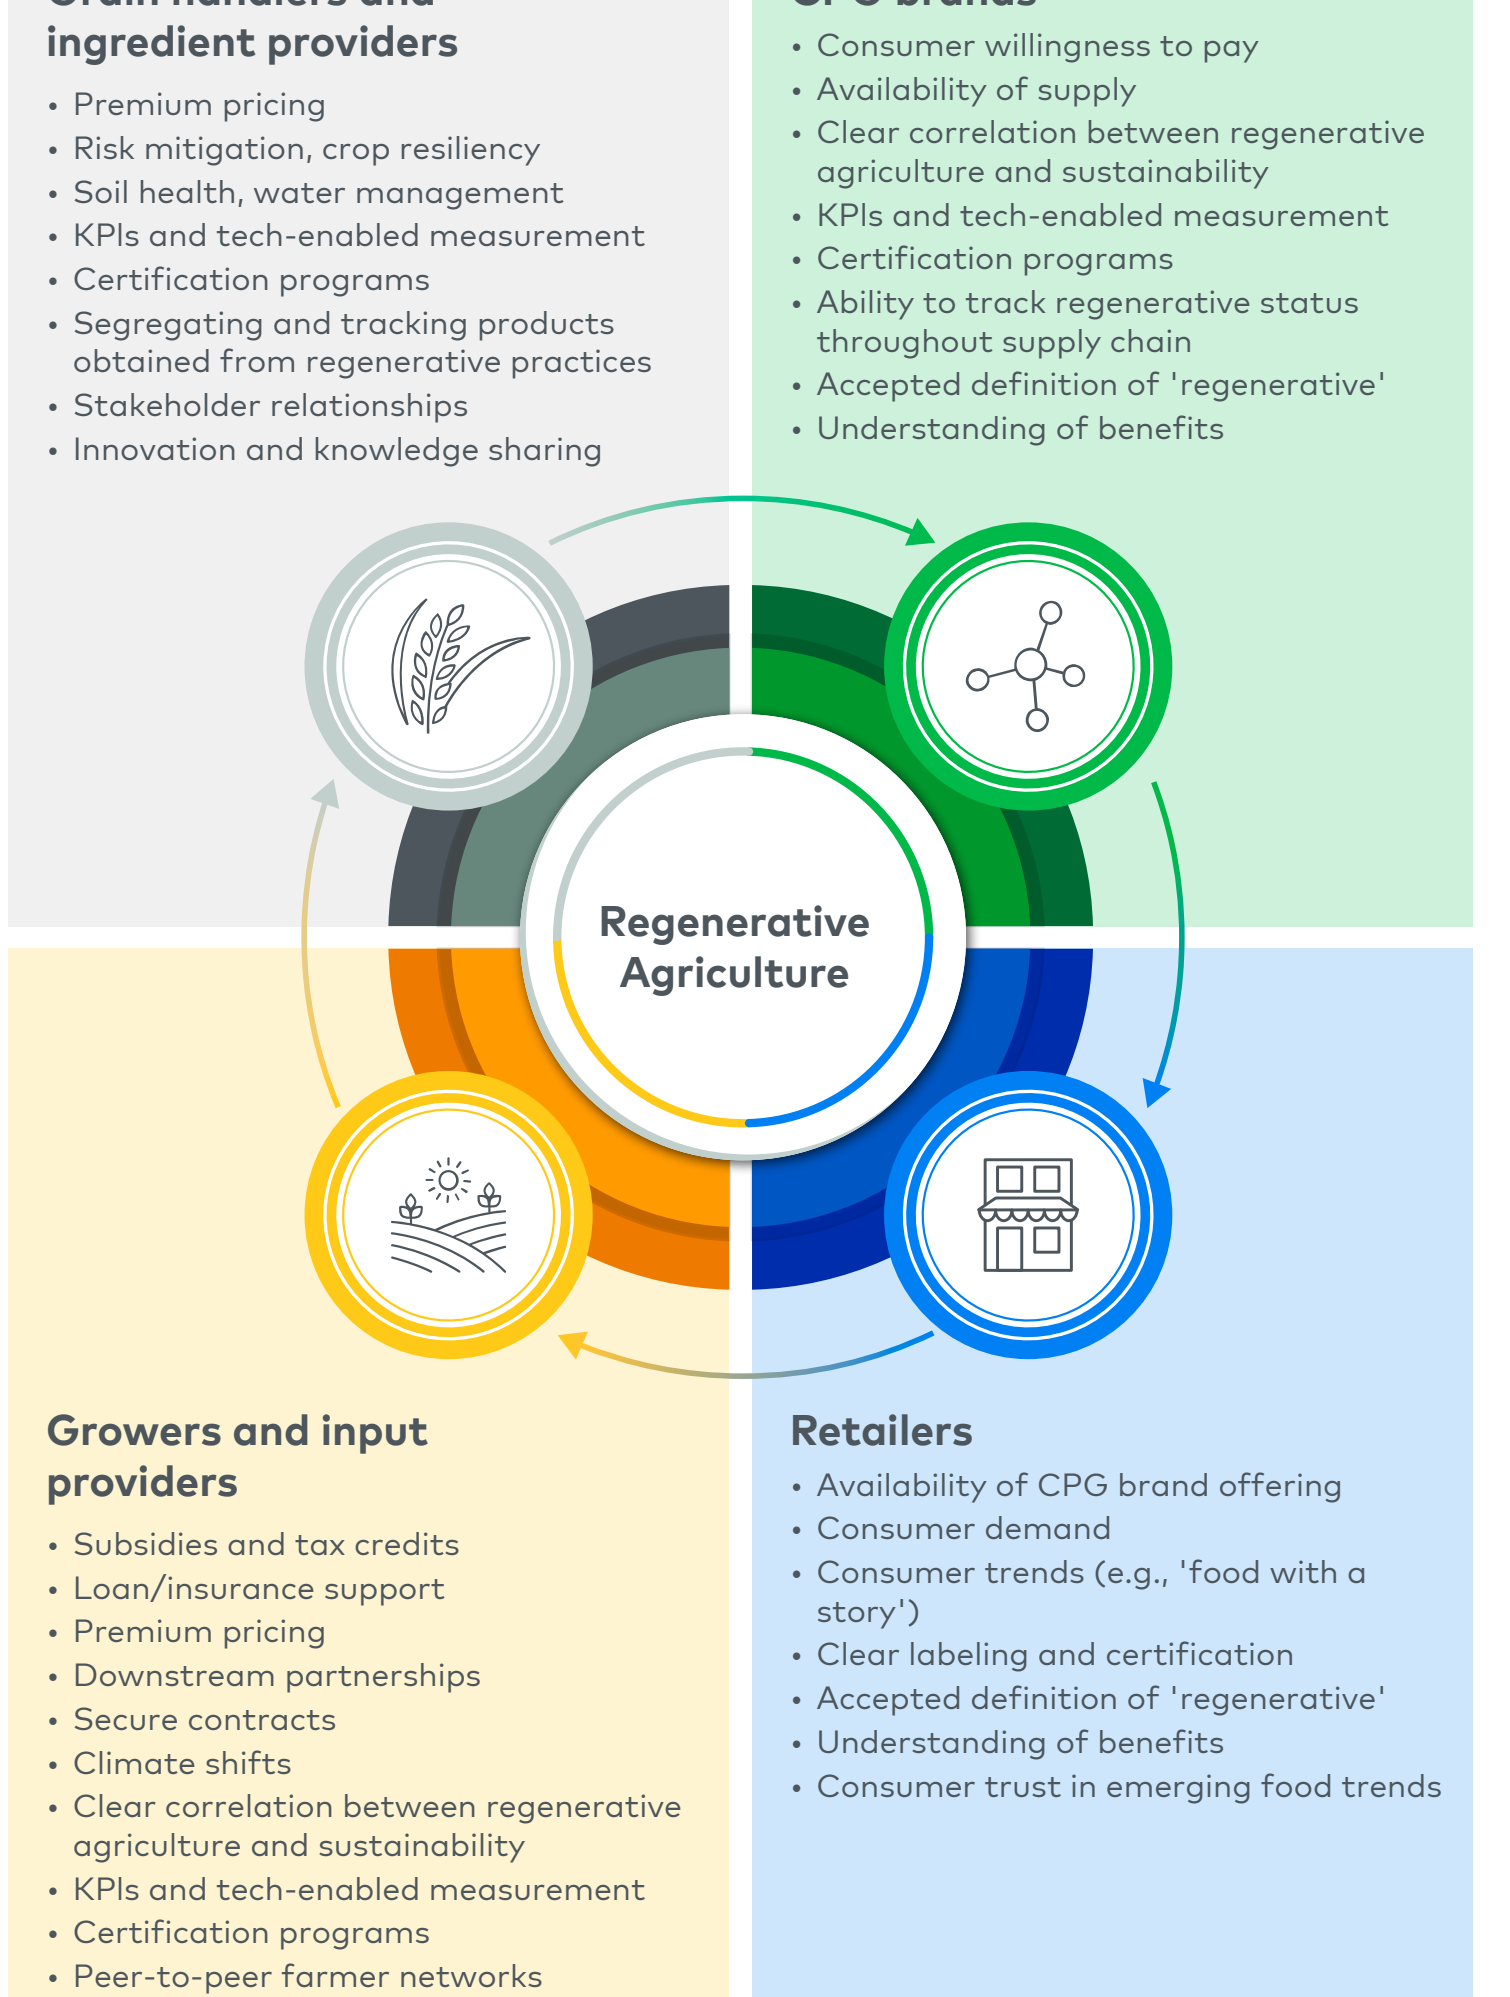 Grain handlers and
ingredient providers
• Premium pricing
• Risk mitigation, crop resiliency
• Soil health, water management
• KPIs and tech-enabled measurement
• Certification programs
• Segregating and tracking products
obtained from regenerative practices
• Stakeholder relationships
• Innovation and knowledge sharing
CPG brands
• Consumer willingness to pay
• Availability of supply
• Clear correlation between regenerative
agriculture and sustainability
• KPIs and tech-enabled measurement
• Certification programs
• Ability to track regenerative status
throughout supply chain
• Accepted definition of 'regenerative'
• Understanding of benefits
Regenerative
Agriculture
Growers and input
providers
• Subsidies and tax credits
• Loan/insurance support
• Premium pricing
• Downstream partnerships
• Secure contracts
• Climate shifts
• Clear correlation between regenerative
agriculture and sustainability
• KPIs and tech-enabled measurement
• Certification programs
• Peer-to-peer farmer networks
Retailers
• Availability of CPG brand offering
• Consumer demand
• Consumer trends (e.g., 'food with a
story')
• Clear labeling and certification
• Accepted definition of 'regenerative'
• Understanding of benefits
• Consumer trust in emerging food trends